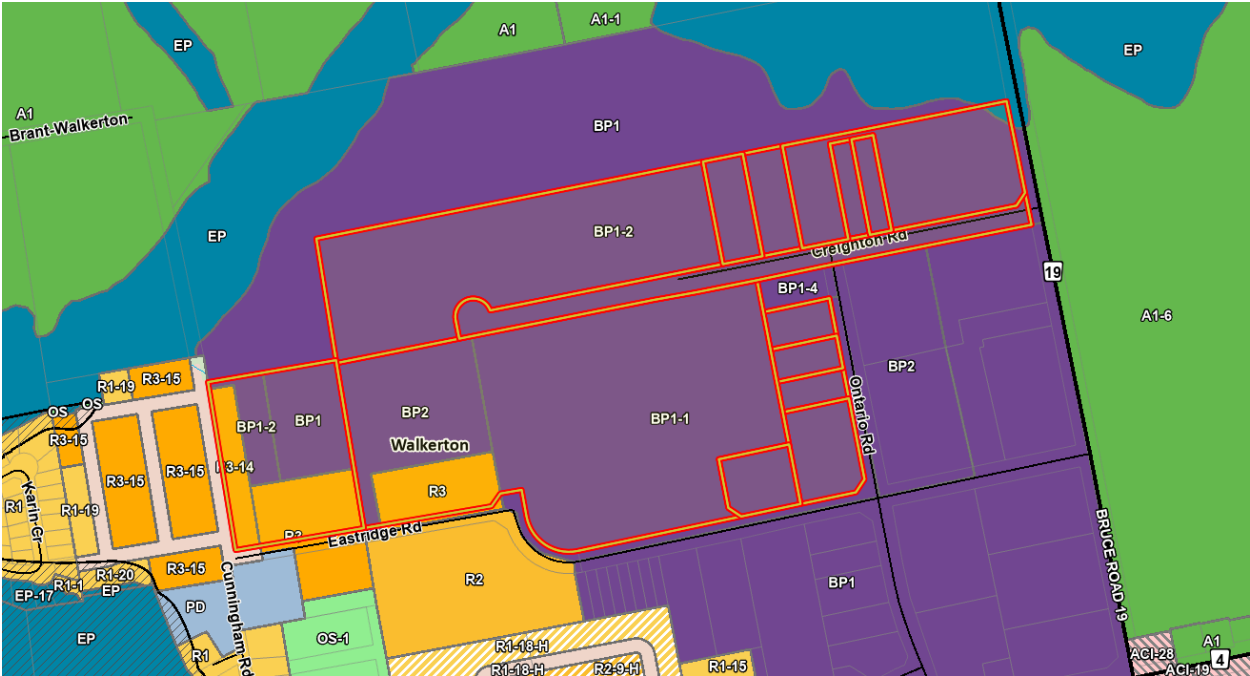 A1
A1-1
EP
EP
A1
Brant-Walkerton
BP1
EP
BP1-2
Creighton Rd
19
BP1-4
A1-6
BP2
R1-19
R3-15
OS
OS
BP1-2
BP1
BP2
BP1-1
Ontario Rd
R3-15
Walkerton
R3-14
R3-15
R3-15
R3
R1
Karin Cr
R1-19
R3
Eastridge Rd
BRUCE ROAD 19
R3-15
R1-20
R1-1
EP
EP-17
Cunningham Rd
PD
R2
BP1
EP
OS-1
R1
R1-18-H
R1-18-H
R2-9-H
R1-15
ACI-28
A1
4
ACI-19